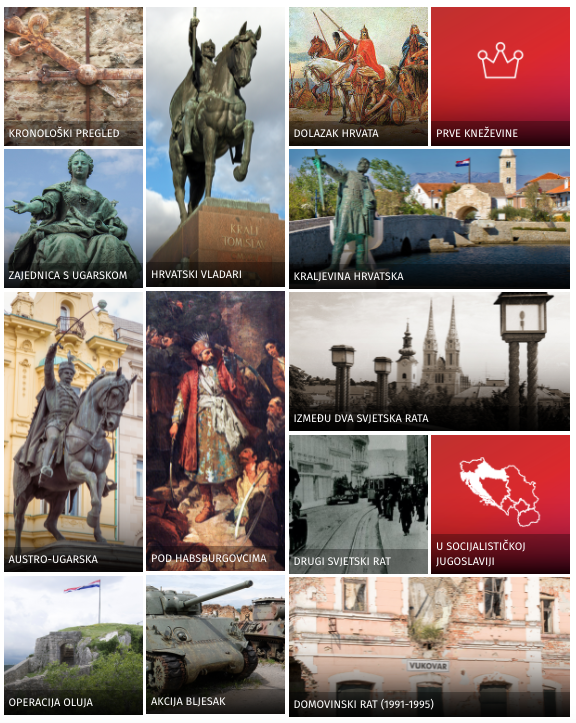 KRONOLOŠKI PREGLED
KRALJ
TOMISLAV
HRVATSKI VLADARI
DOLAZAK HRVATA
PRVE KNEŽEVINE
ZAJEDNICA S UGARSKOM
KRALJEVINA HRVATSKA
AUSTRO-UGARSKA
POD HABSBURGOVCIMA
IZMEĐU DVA SVJETSKA RATA
DRUGI SVJETSKI RAT
U SOCIJALISTIČKOJ
JUGOSLAVIJI
OPERACIJA OLUJA
AKCIJA BLJESAK
VUKOVAR
DOMOVINSKI RAT (1991-1995)